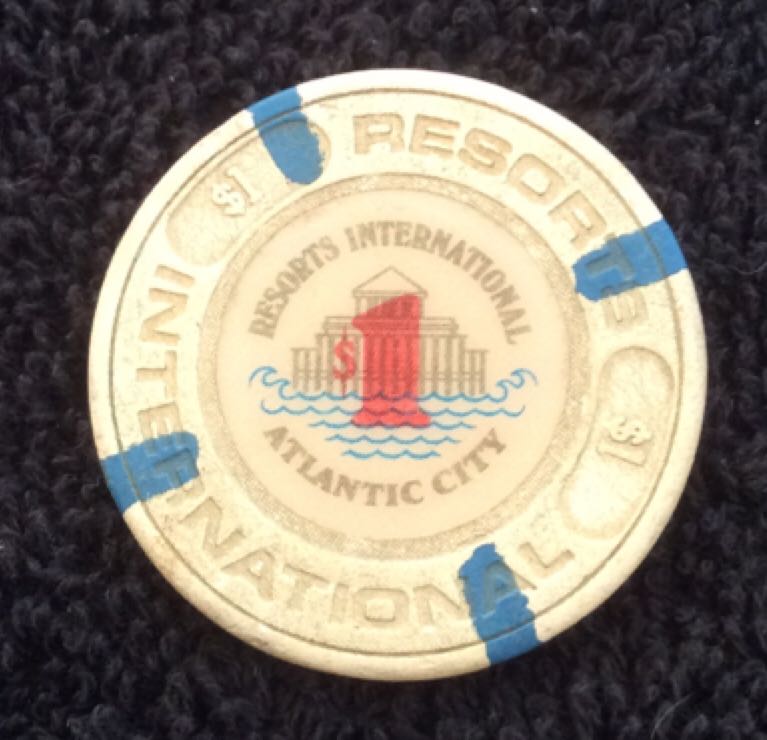 RESORTS
INTERNATIONAL
$1
$1
RESORTS INTERNATIONAL
$1
ATLANTIC CITY